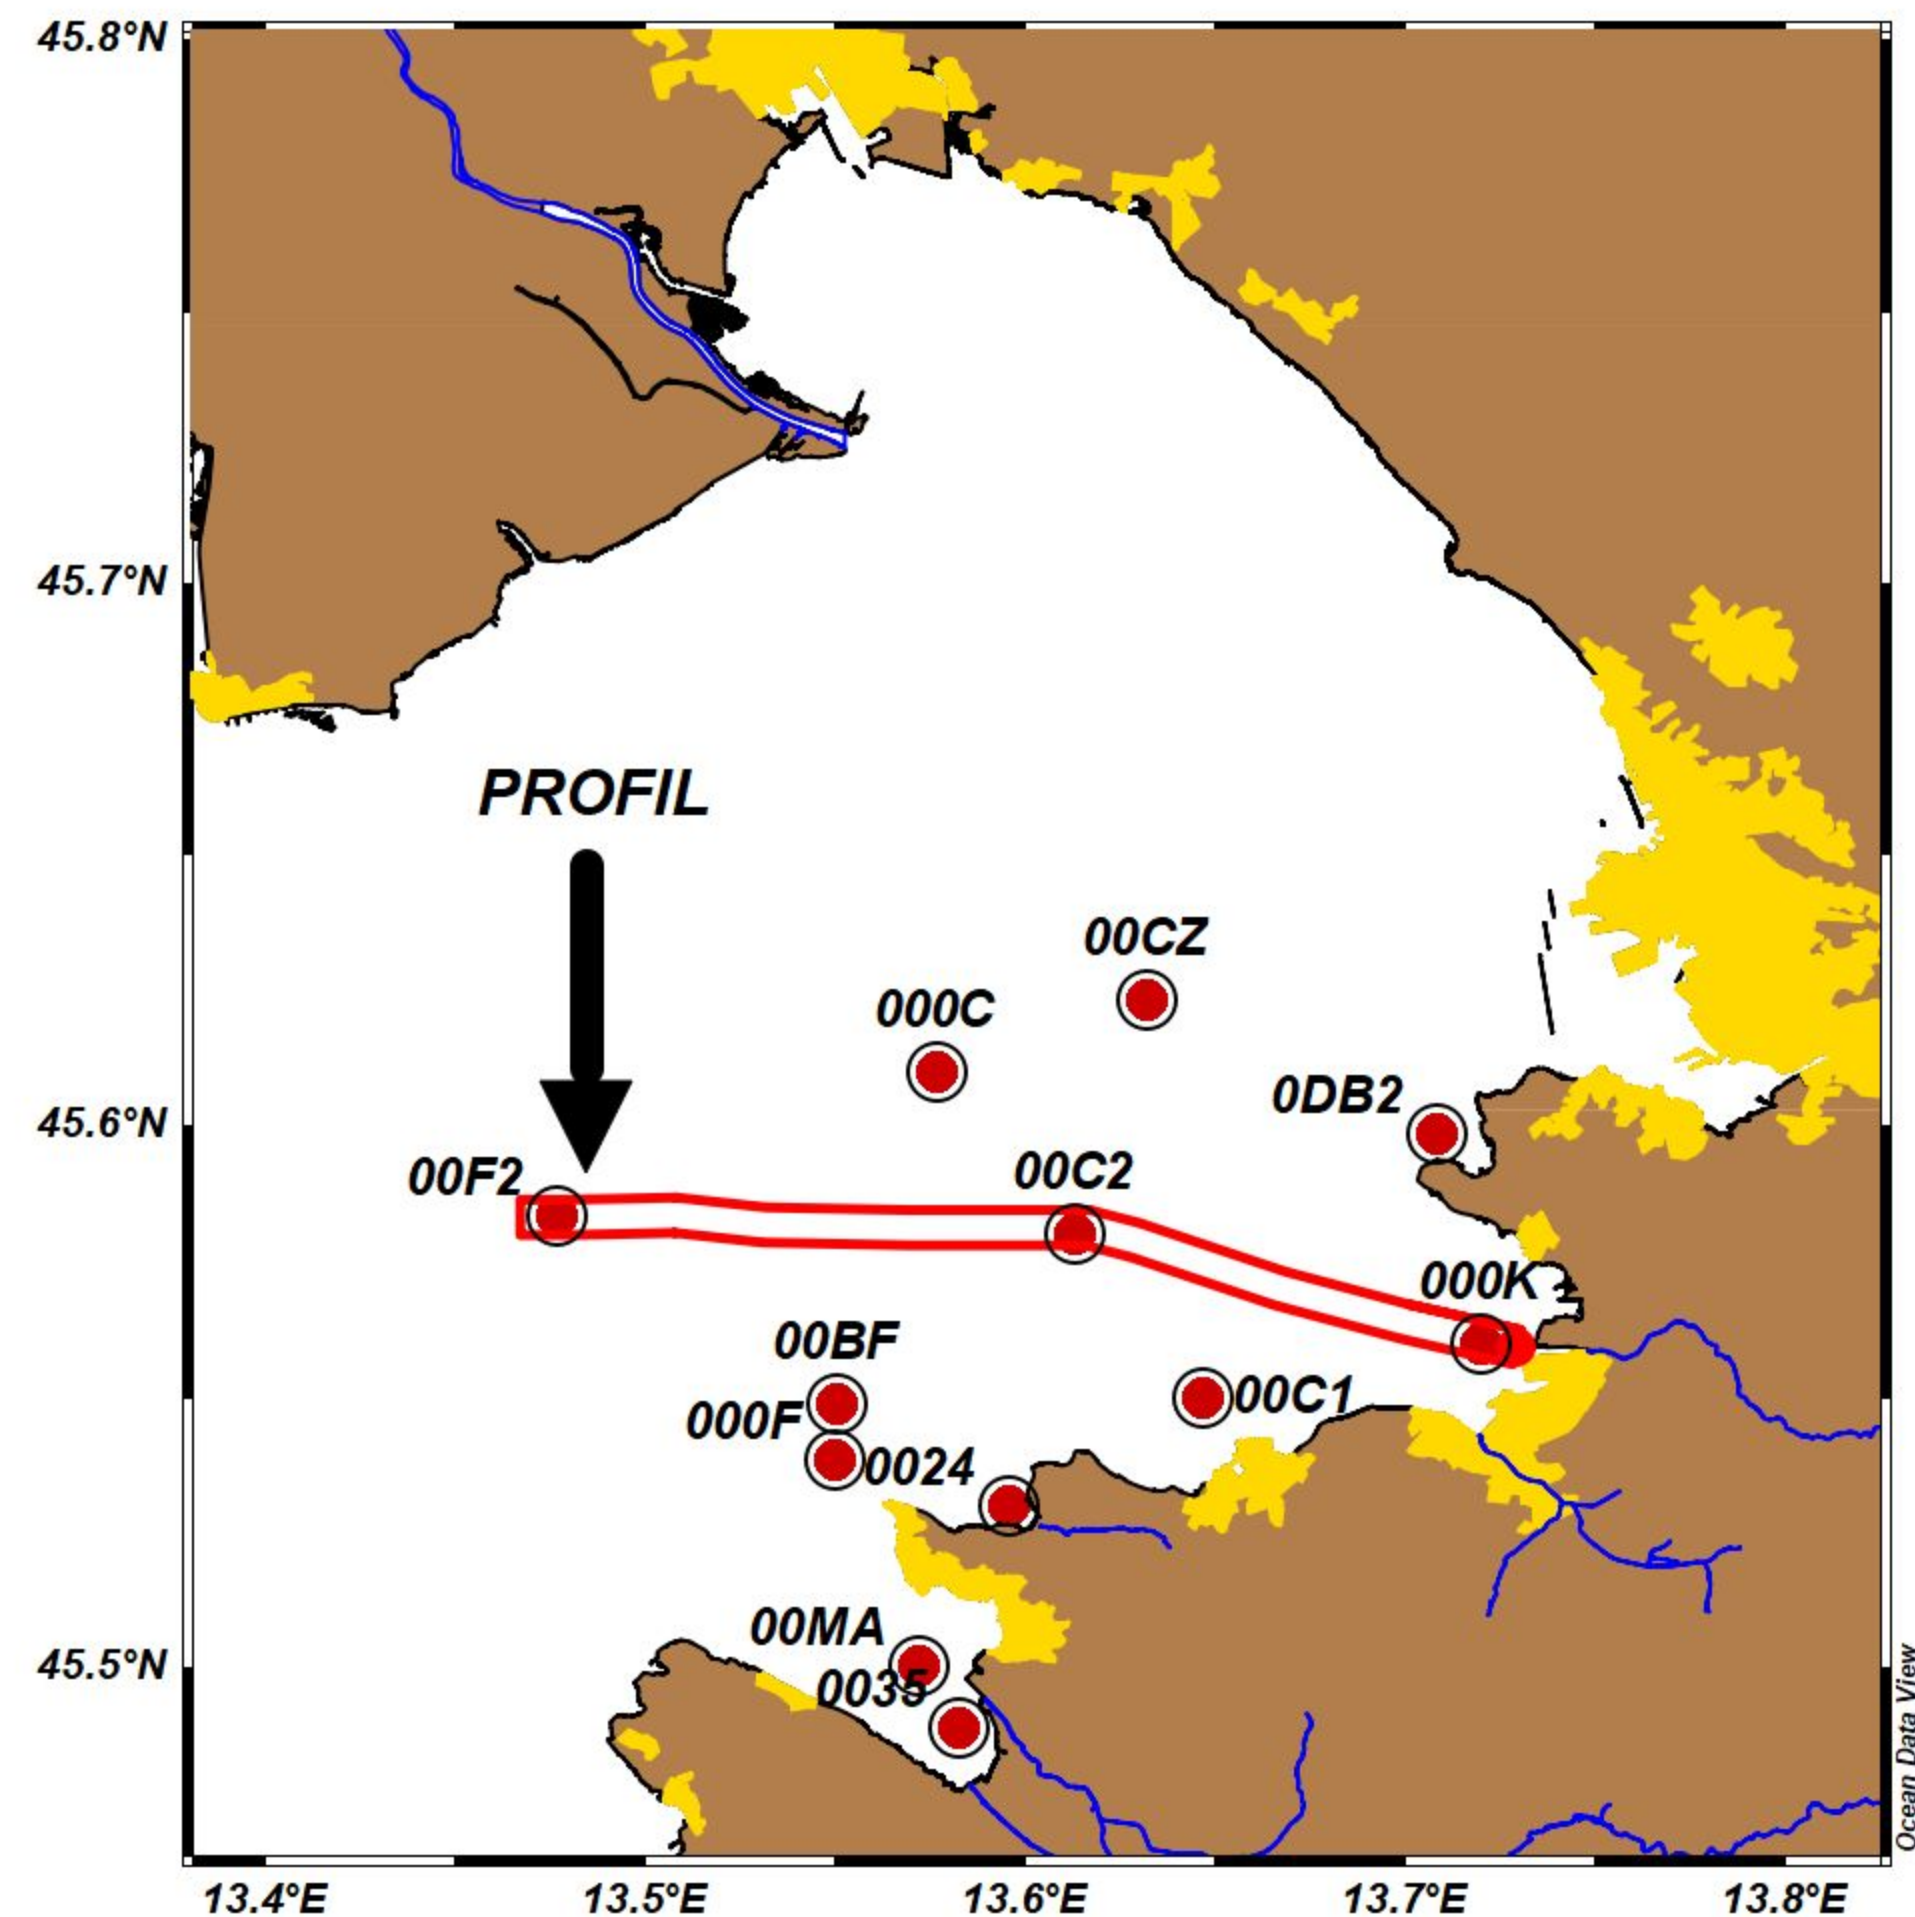 45.8°N
45.7°N
PROFIL
00CZ
000C
0DB2
45.6°N
00F2
00C2
000K
00BF
00C1
000F
0024
00MA
45.5°N
0035
Ocean Data View
13.4°E
13.5°E
13.6°E
13.7°E
13.8°E